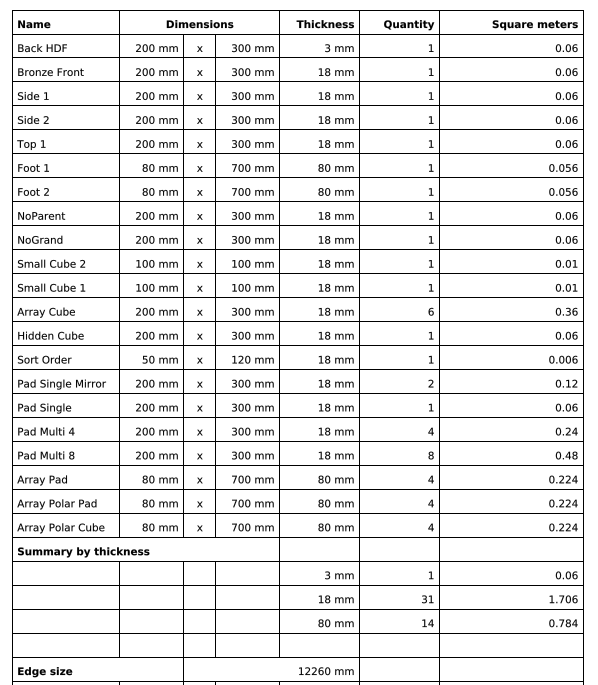 Name Dimensions Thickness Quantity Square meters
Back HDF 200 mm x 300 mm 3 mm 1 0.06
Bronze Front 200 mm x 300 mm 18 mm 1 0.06
Side 1 200 mm x 300 mm 18 mm 1 0.06
Side 2 200 mm x 300 mm 18 mm 1 0.06
Top 1 200 mm x 300 mm 18 mm 1 0.06
Foot 1 80 mm x 700 mm 80 mm 1 0.056
Foot 2 80 mm x 700 mm 80 mm 1 0.056
NoParent 200 mm x 300 mm 18 mm 1 0.06
NoGrand 200 mm x 300 mm 18 mm 1 0.06
Small Cube 2 100 mm x 100 mm 18 mm 1 0.01
Small Cube 1 100 mm x 100 mm 18 mm 1 0.01
Array Cube 200 mm x 300 mm 18 mm 6 0.36
Hidden Cube 200 mm x 300 mm 18 mm 1 0.06
Sort Order 50 mm x 120 mm 18 mm 1 0.006
Pad Single Mirror 200 mm x 300 mm 18 mm 2 0.12
Pad Single 200 mm x 300 mm 18 mm 1 0.06
Pad Multi 4 200 mm x 300 mm 18 mm 4 0.24
Pad Multi 8 200 mm x 300 mm 18 mm 8 0.48
Array Pad 80 mm x 700 mm 80 mm 4 0.224
Array Polar Pad 80 mm x 700 mm 80 mm 4 0.224
Array Polar Cube 80 mm x 700 mm 80 mm 4 0.224
Summary by thickness
3 mm 1 0.06
18 mm 31 1.706
80 mm 14 0.784
Edge size 12260 mm